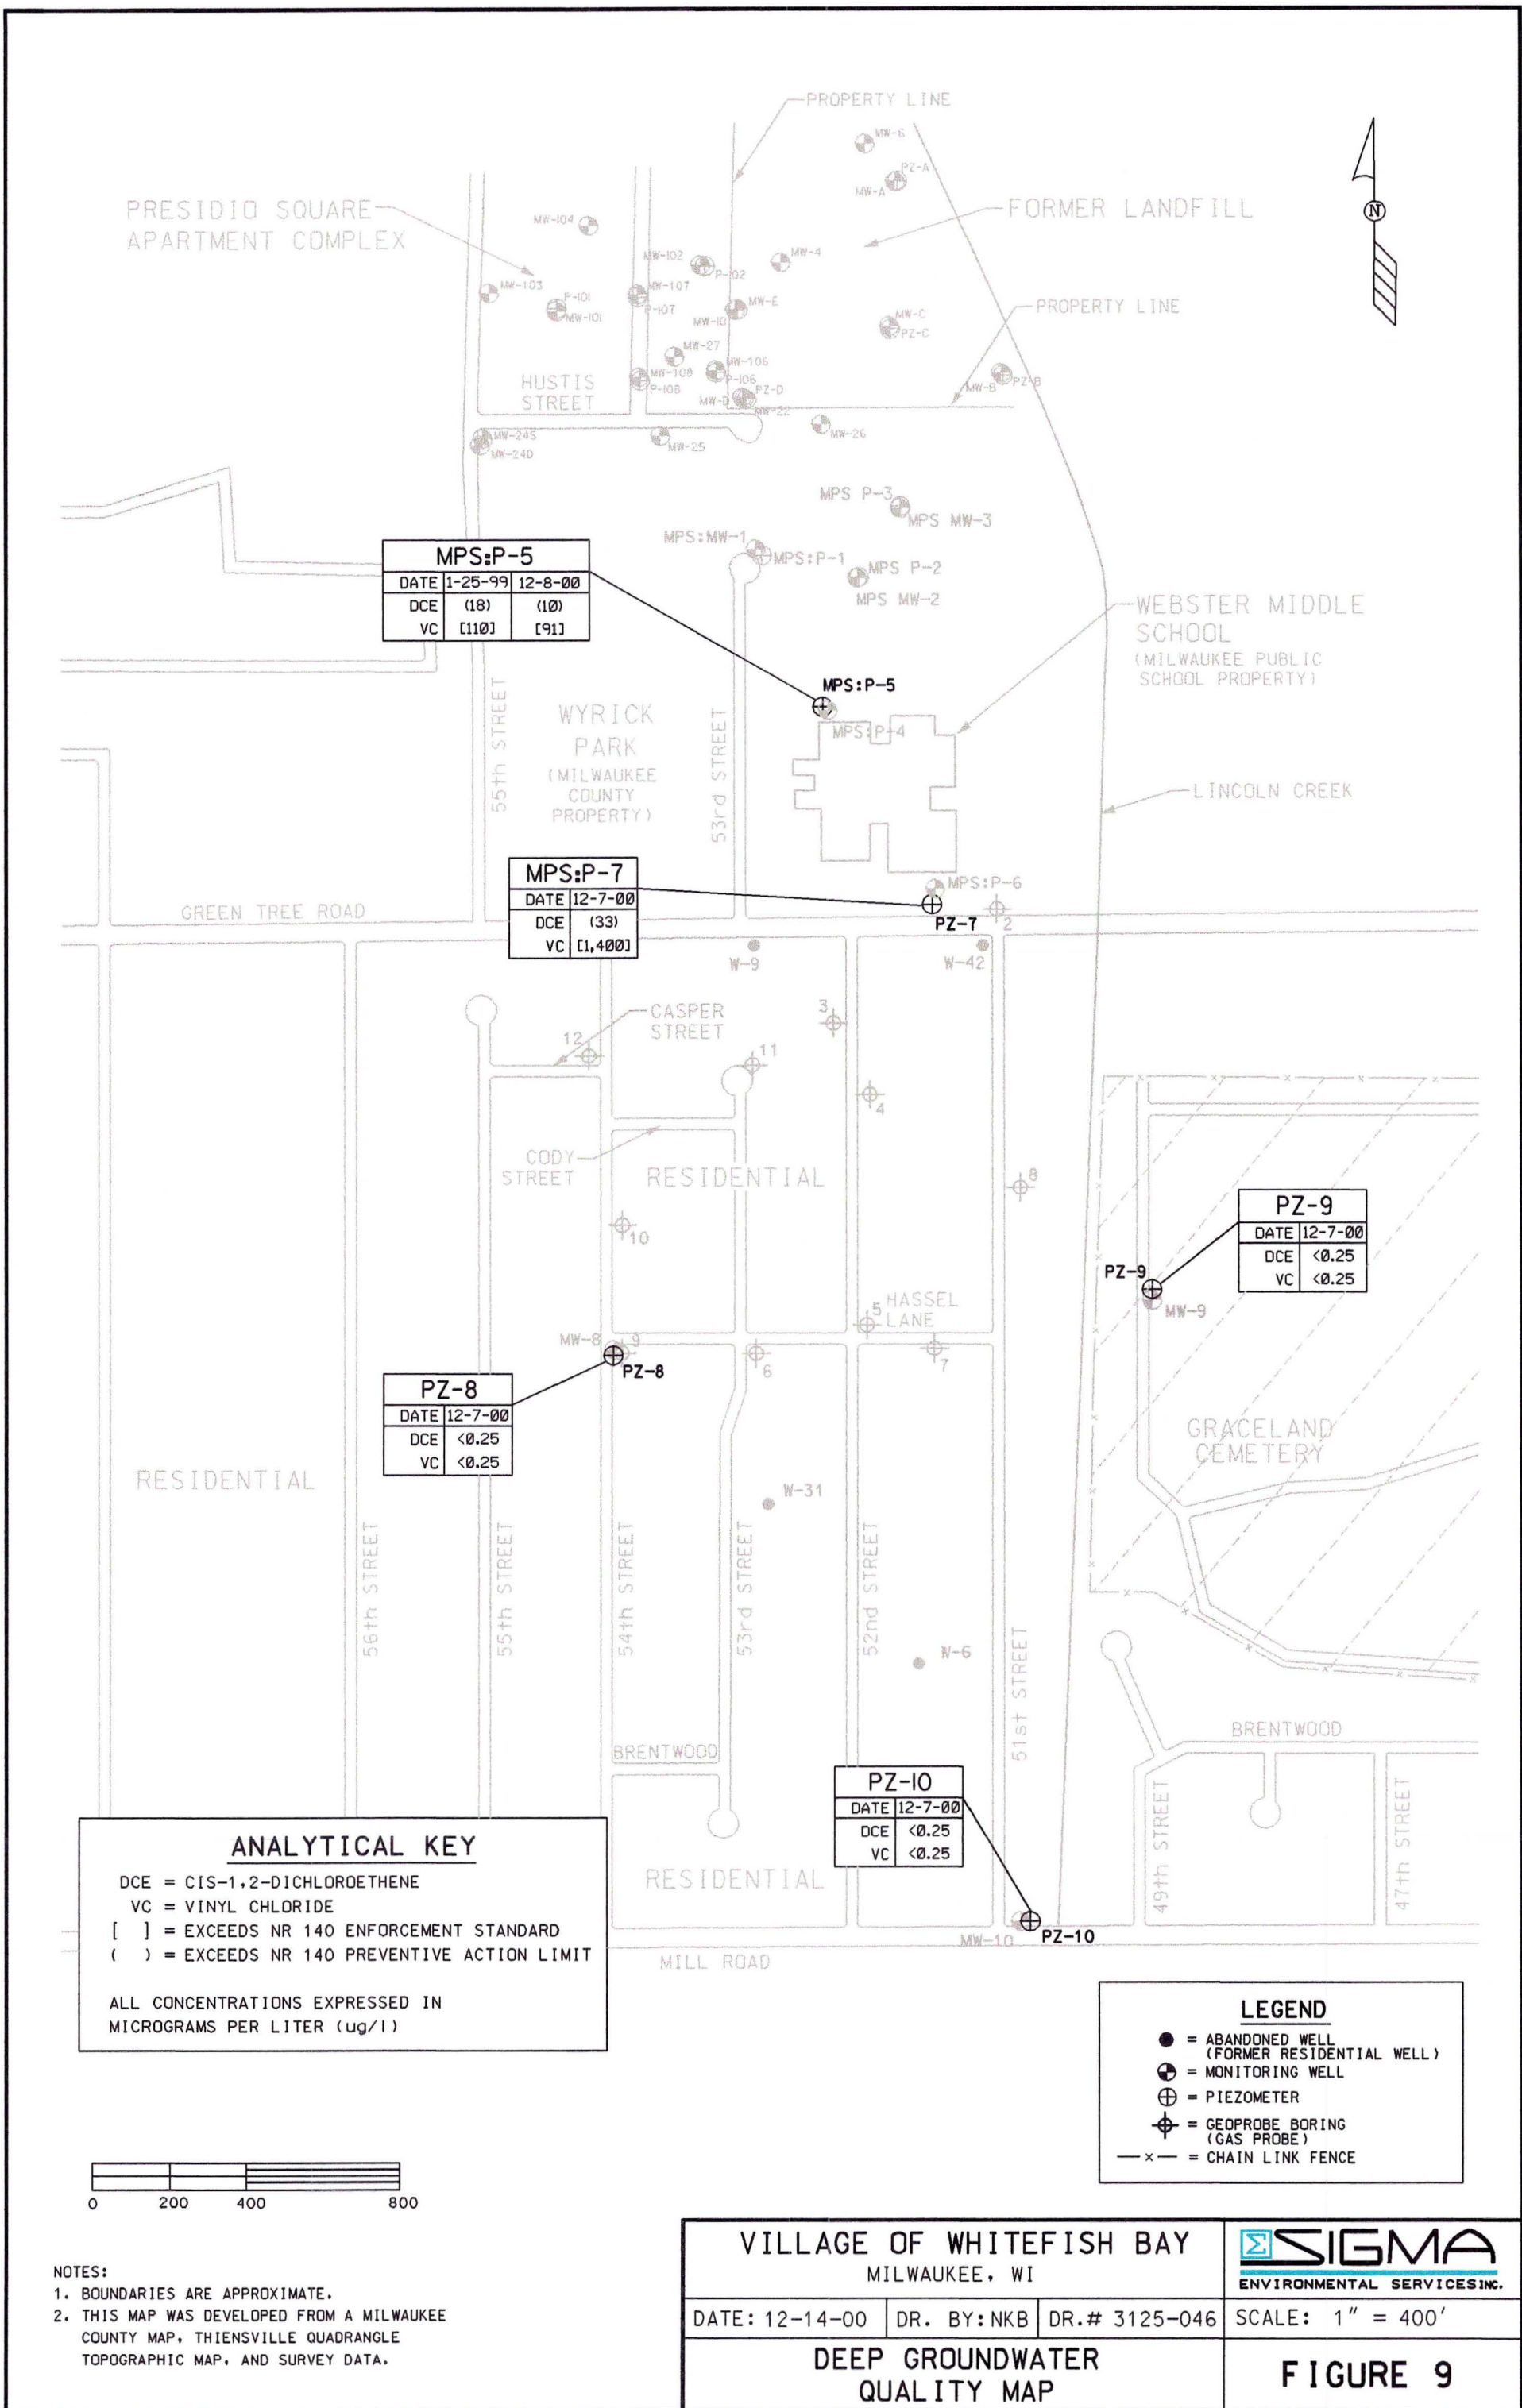 PROPERTY LINE
MW-6
PZ-A
MW-A
PRESIDIO SQUARE
APARTMENT COMPLEX
MW-104
FORMER LANDFILL
MW-102
P-102
MW-4
MW-103
P-101
MW-101
MW-107
P-107
MW-E
MW-10
MW-C
PZ-C
PROPERTY LINE
MW-27
MW-106
P-106
MW-108
P-108
PZ-D
MW-D
MW-22
MW-B
PZ-B
HUSTIS
STREET
MW-24S
MW-24D
MW-25
MW-26
N
MPS P-3
MPS MW-3
MPS:MW-1
MPS:P-1
MPS P-2
MPS MW-2
MPS:P-5
DATE 1-25-99 12-8-00
DCE (18) (10)
VC [110] [91]
WEBSTER MIDDLE
SCHOOL
(MILWAUKEE PUBLIC
SCHOOL PROPERTY)
MPS:P-5
MPS:P-4
55th STREET
WYRICK
PARK
(MILWAUKEE
COUNTY
PROPERTY)
53rd STREET
LINCOLN CREEK
MPS:P-7
DATE 12-7-00
DCE (33)
VC [1,400]
MPS:P-6
PZ-7
2
GREEN TREE ROAD
W-9
W-42
CASPER
STREET
3
12
11
4
CODY
STREET
RESIDENTIAL
8
10
PZ-9
DATE 12-7-00
DCE <0.25
VC <0.25
PZ-9
MW-9
HASSEL
LANE
5
MW-8
9
PZ-8
6
7
PZ-8
DATE 12-7-00
DCE <0.25
VC <0.25
GRACELAND
CEMETERY
RESIDENTIAL
W-31
56th STREET
55th STREET
54th STREET
53rd STREET
52nd STREET
51st STREET
W-6
BRENTWOOD
BRENTWOOD
49th STREET
47th STREET
PZ-10
DATE 12-7-00
DCE <0.25
VC <0.25
RESIDENTIAL
MW-10
PZ-10
MILL ROAD
ANALYTICAL KEY
DCE = CIS-1,2-DICHLOROETHENE
VC = VINYL CHLORIDE
[ ] = EXCEEDS NR 140 ENFORCEMENT STANDARD
( ) = EXCEEDS NR 140 PREVENTIVE ACTION LIMIT
ALL CONCENTRATIONS EXPRESSED IN
MICROGRAMS PER LITER (ug/l)
LEGEND
= ABANDONED WELL
(FORMER RESIDENTIAL WELL)
= MONITORING WELL
= PIEZOMETER
= GEOPROBE BORING
(GAS PROBE)
—x— = CHAIN LINK FENCE
0 200 400 800
NOTES:
1. BOUNDARIES ARE APPROXIMATE.
2. THIS MAP WAS DEVELOPED FROM A MILWAUKEE
COUNTY MAP, THIENSVILLE QUADRANGLE
TOPOGRAPHIC MAP, AND SURVEY DATA.
VILLAGE OF WHITEFISH BAY
MILWAUKEE, WI
Σ SIGMA
ENVIRONMENTAL SERVICES INC.
DATE: 12-14-00 DR. BY: NKB DR.# 3125-046 SCALE: 1" = 400'
DEEP GROUNDWATER
QUALITY MAP
FIGURE 9